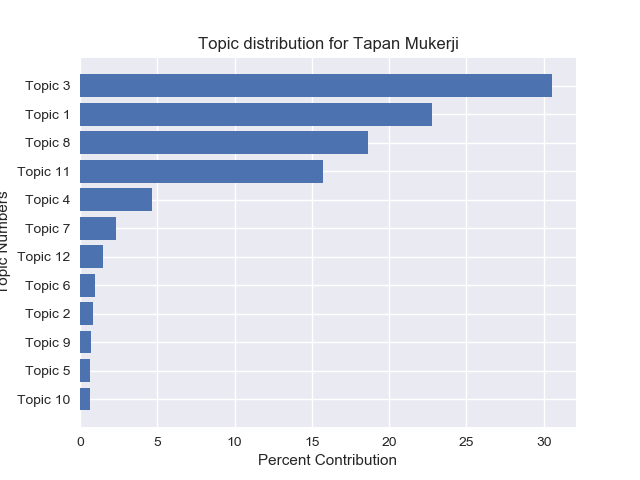 Topic distribution for Tapan Mukerji
Topic 3
Topic 1
Topic 8
Topic 11
Topic 4
Topic 7
Topic 12
Topic 6
Topic 2
Topic 9
Topic 5
Topic 10
Topic Numbers
0 5 10 15 20 25 30
Percent Contribution